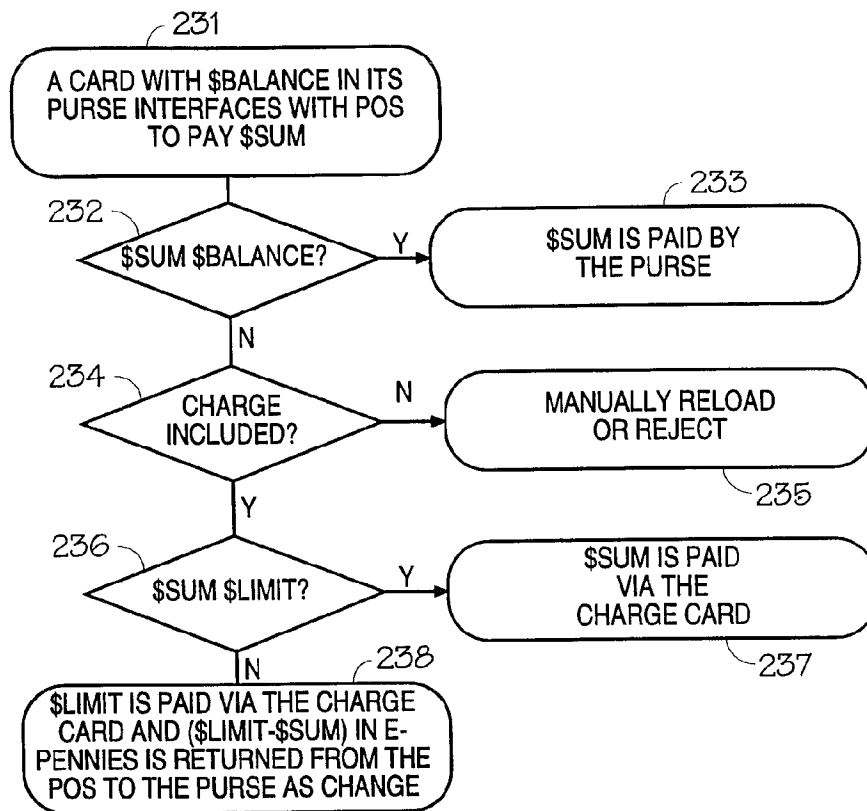 231
A CARD WITH $BALANCE IN ITS
PURSE INTERFACES WITH POS
TO PAY $SUM
232
$SUM $BALANCE?
Y
233
$SUM IS PAID BY
THE PURSE
N
234
CHARGE
INCLUDED?
N
MANUALLY RELOAD
OR REJECT
235
Y
236
$SUM $LIMIT?
Y
$SUM IS PAID
VIA THE
CHARGE CARD
237
N
238
$LIMIT IS PAID VIA THE CHARGE
CARD AND ($LIMIT-$SUM) IN E-
PENNIES IS RETURNED FROM THE
POS TO THE PURSE AS CHANGE